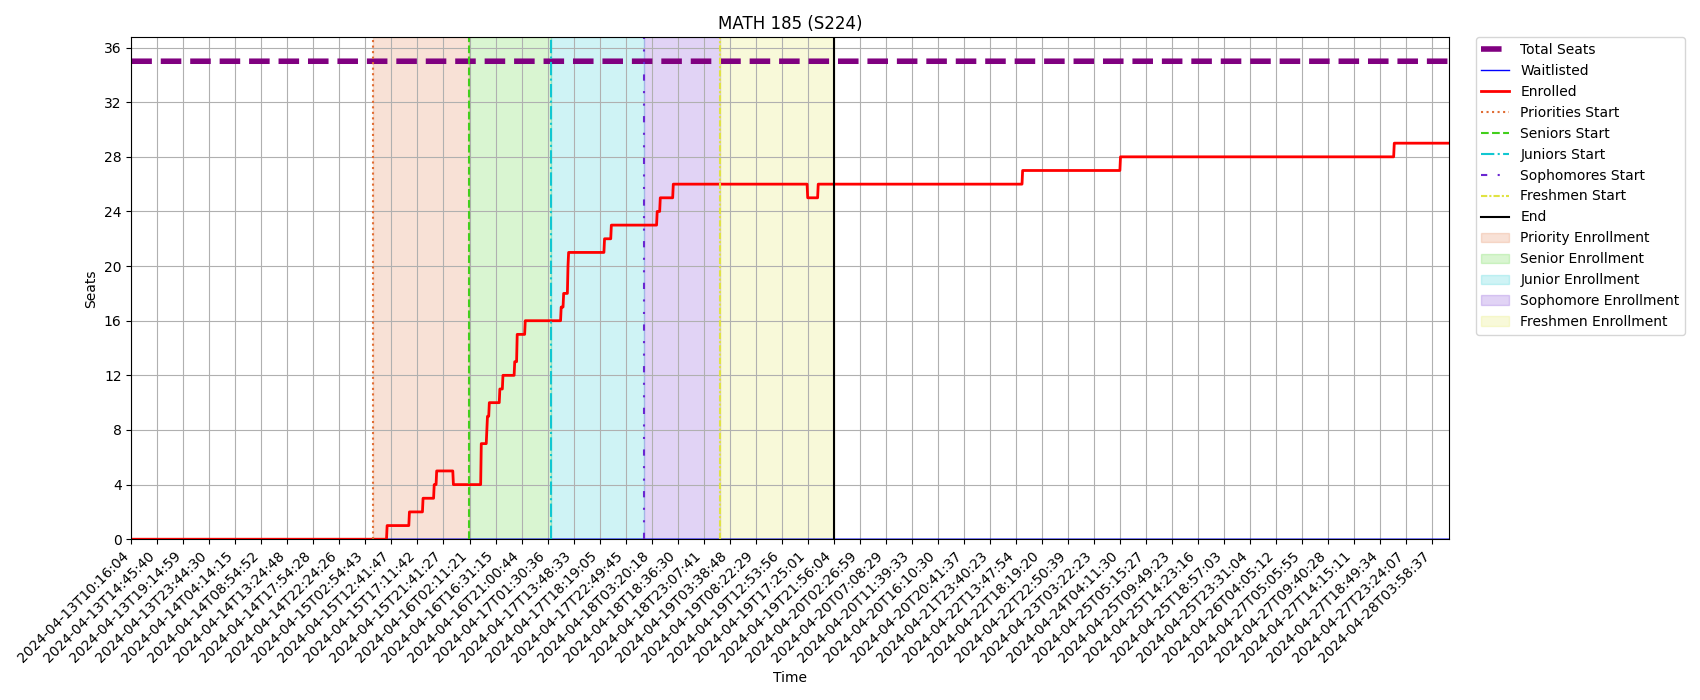 MATH 185 (S224)
36
32
28
24
20
16
12
8
4
0
Seats
2024-04-13T10:16:04
2024-04-13T14:45:40
2024-04-13T19:14:59
2024-04-13T23:44:30
2024-04-14T04:14:15
2024-04-14T08:54:52
2024-04-14T13:24:48
2024-04-14T17:54:28
2024-04-14T22:24:26
2024-04-15T02:54:43
2024-04-15T12:41:47
2024-04-15T17:11:42
2024-04-15T21:41:27
2024-04-16T02:11:21
2024-04-16T16:31:15
2024-04-16T21:00:44
2024-04-17T01:30:36
2024-04-17T13:48:33
2024-04-17T18:19:05
2024-04-17T22:49:45
2024-04-18T03:20:18
2024-04-18T18:36:30
2024-04-18T23:07:41
2024-04-19T03:38:48
2024-04-19T08:22:29
2024-04-19T12:53:56
2024-04-19T17:25:01
2024-04-19T21:56:04
2024-04-20T02:26:59
2024-04-20T07:08:29
2024-04-20T11:39:33
2024-04-20T16:10:30
2024-04-20T20:41:37
2024-04-21T23:40:23
2024-04-22T13:47:54
2024-04-22T18:19:20
2024-04-22T22:50:39
2024-04-23T03:22:23
2024-04-24T04:11:30
2024-04-25T05:15:27
2024-04-25T09:49:23
2024-04-25T14:23:16
2024-04-25T18:57:03
2024-04-25T23:31:04
2024-04-26T04:05:12
2024-04-27T05:05:55
2024-04-27T09:40:28
2024-04-27T14:15:11
2024-04-27T18:49:34
2024-04-27T23:24:07
2024-04-28T03:58:37
Time
Total Seats
Waitlisted
Enrolled
Priorities Start
Seniors Start
Juniors Start
Sophomores Start
Freshmen Start
End
Priority Enrollment
Senior Enrollment
Junior Enrollment
Sophomore Enrollment
Freshmen Enrollment